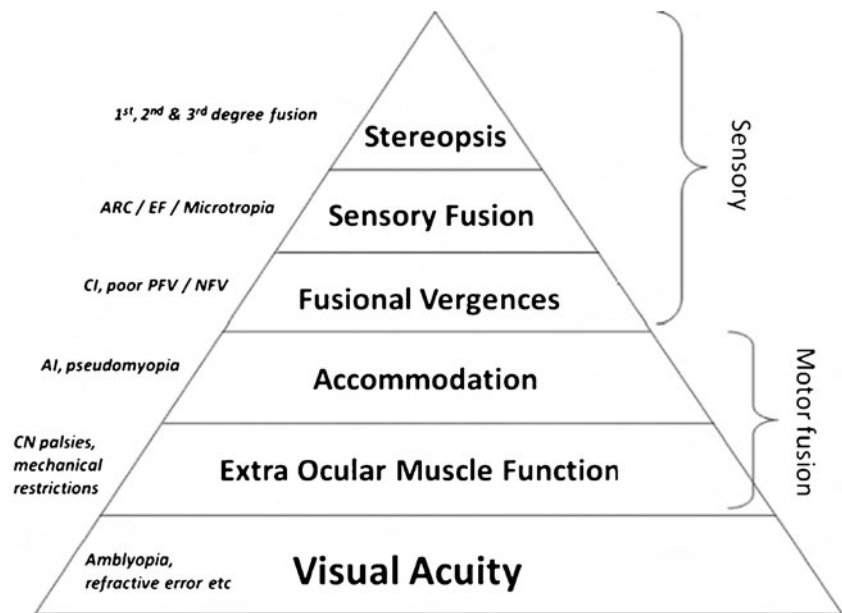 1st, 2nd & 3rd degree fusion
Stereopsis
Sensory
ARC / EF / Microtropia
Sensory Fusion
CI, poor PFV / NFV
Fusional Vergences
AI, pseudomyopia
Accommodation
Motor fusion
CN palsies,
mechanical
restrictions
Extra Ocular Muscle Function
Amblyopia,
refractive error etc
Visual Acuity